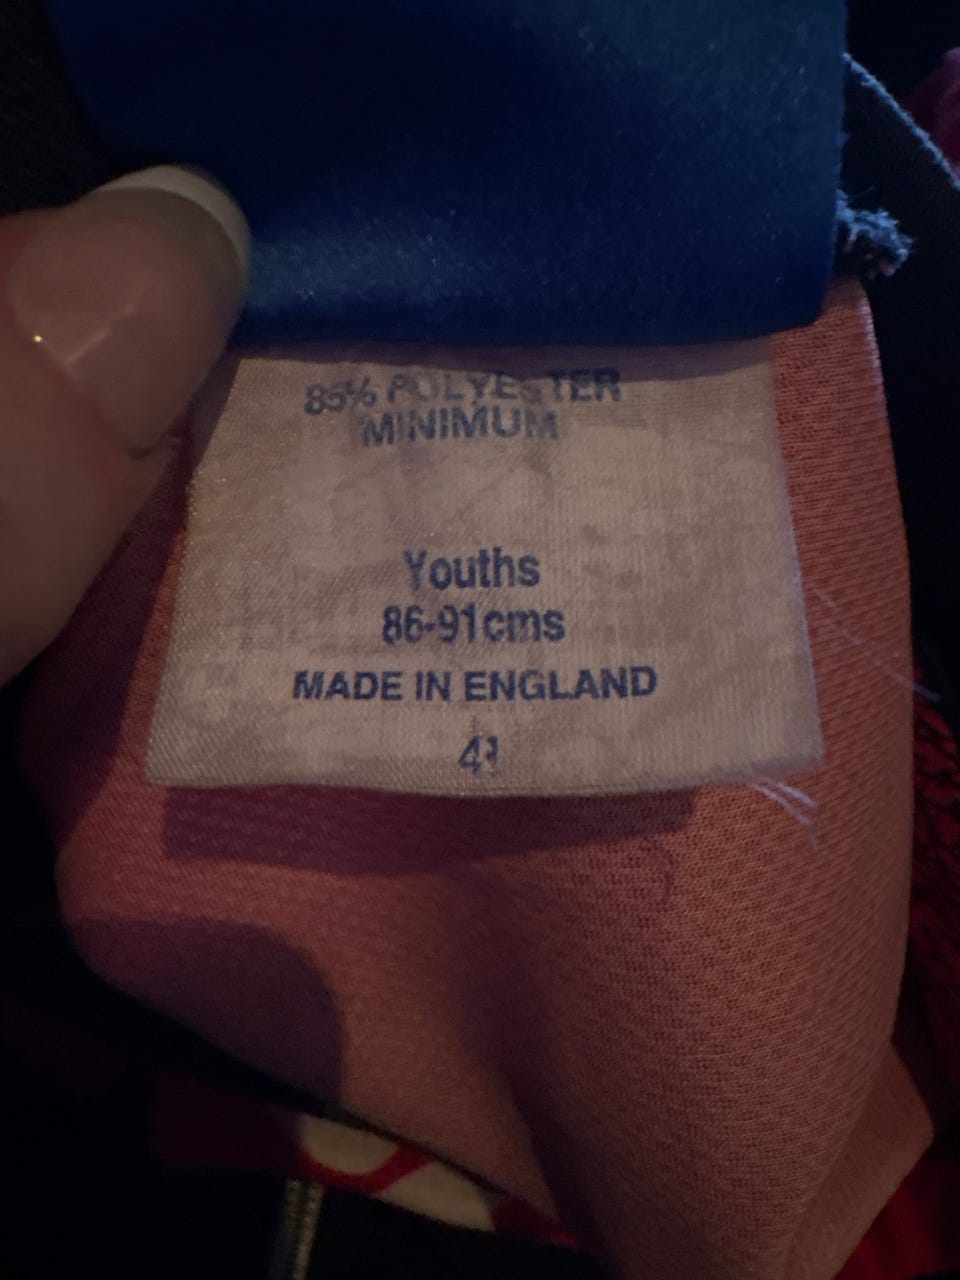 85% POLYESTER
MINIMUM
Youths
86-91cms
MADE IN ENGLAND